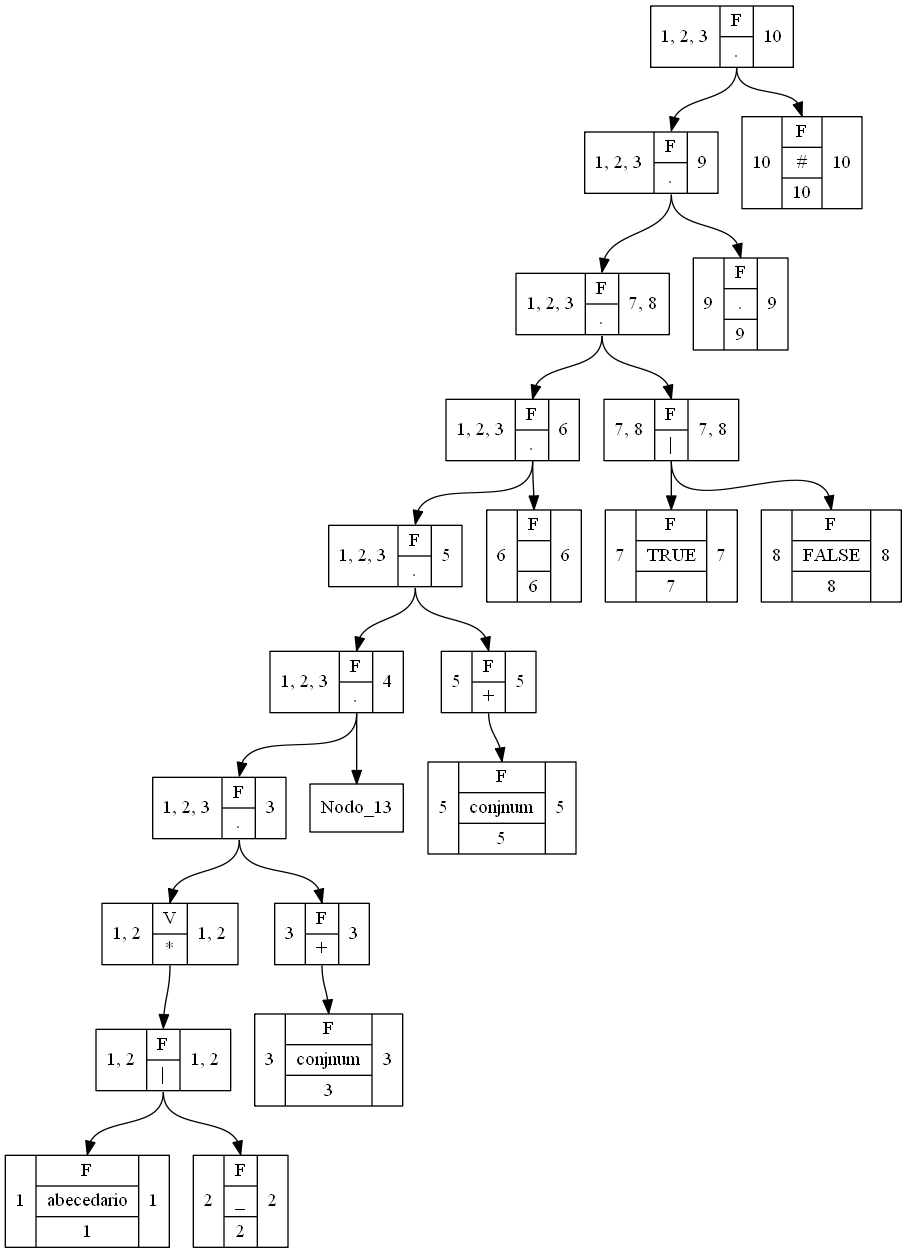 1, 2, 3 F . 10
10 F # 10 10
1, 2, 3 F . 9
9 F . 9 9
1, 2, 3 F . 7, 8
1, 2, 3 F . 6
7, 8 F | 7, 8
1, 2, 3 F . 5
6 F 6 6
7 F TRUE 7 7
8 F FALSE 8 8
1, 2, 3 F . 4
5 F + 5
1, 2, 3 F . 3
Nodo_13
5 F conjnum 5 5
1, 2 V * 1, 2
3 F + 3
1, 2 F | 1, 2
3 F conjnum 3 3
1 F abecedario 1 1
2 F _ 2 2